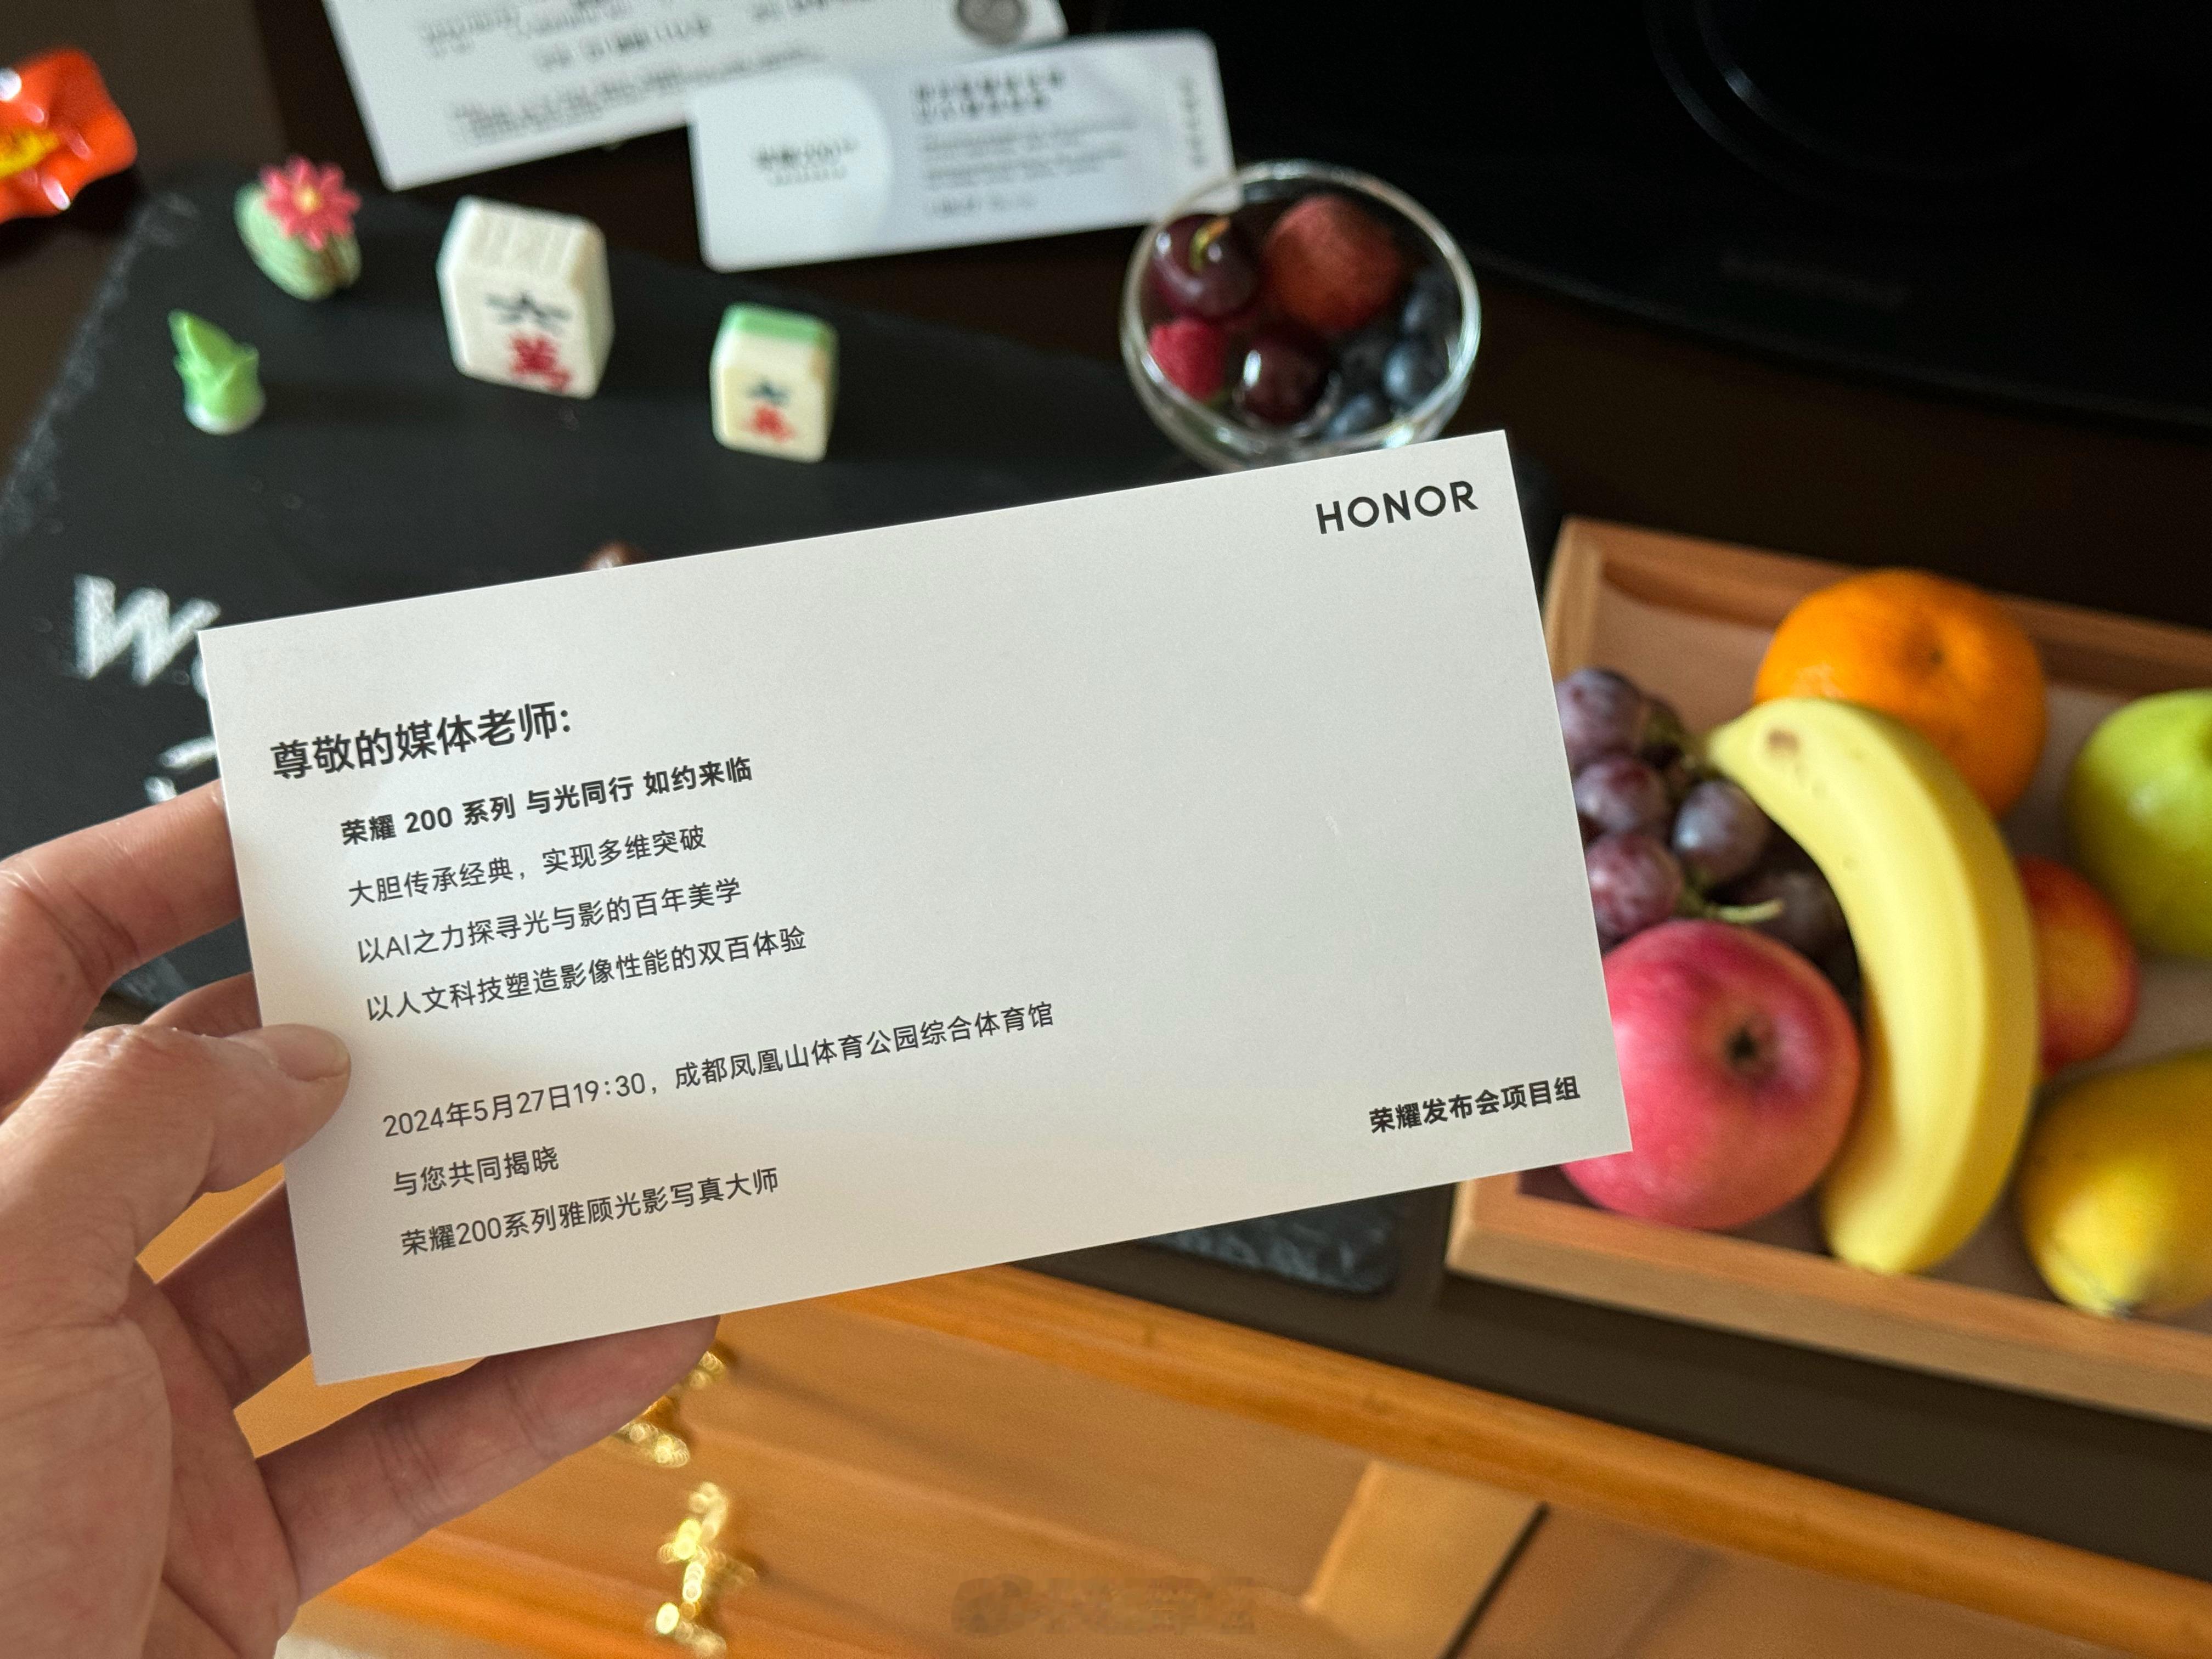 六
萬
六
萬
We
HONOR
尊敬的媒体老师:
荣耀 200 系列 与光同行 如约来临
大胆传承经典，实现多维突破
以AI之力探寻光与影的百年美学
以人文科技塑造影像性能的双百体验
2024年5月27日19:30，成都凤凰山体育公园综合体育馆
与您共同揭晓
荣耀200系列雅顾光影写真大师
荣耀发布会项目组